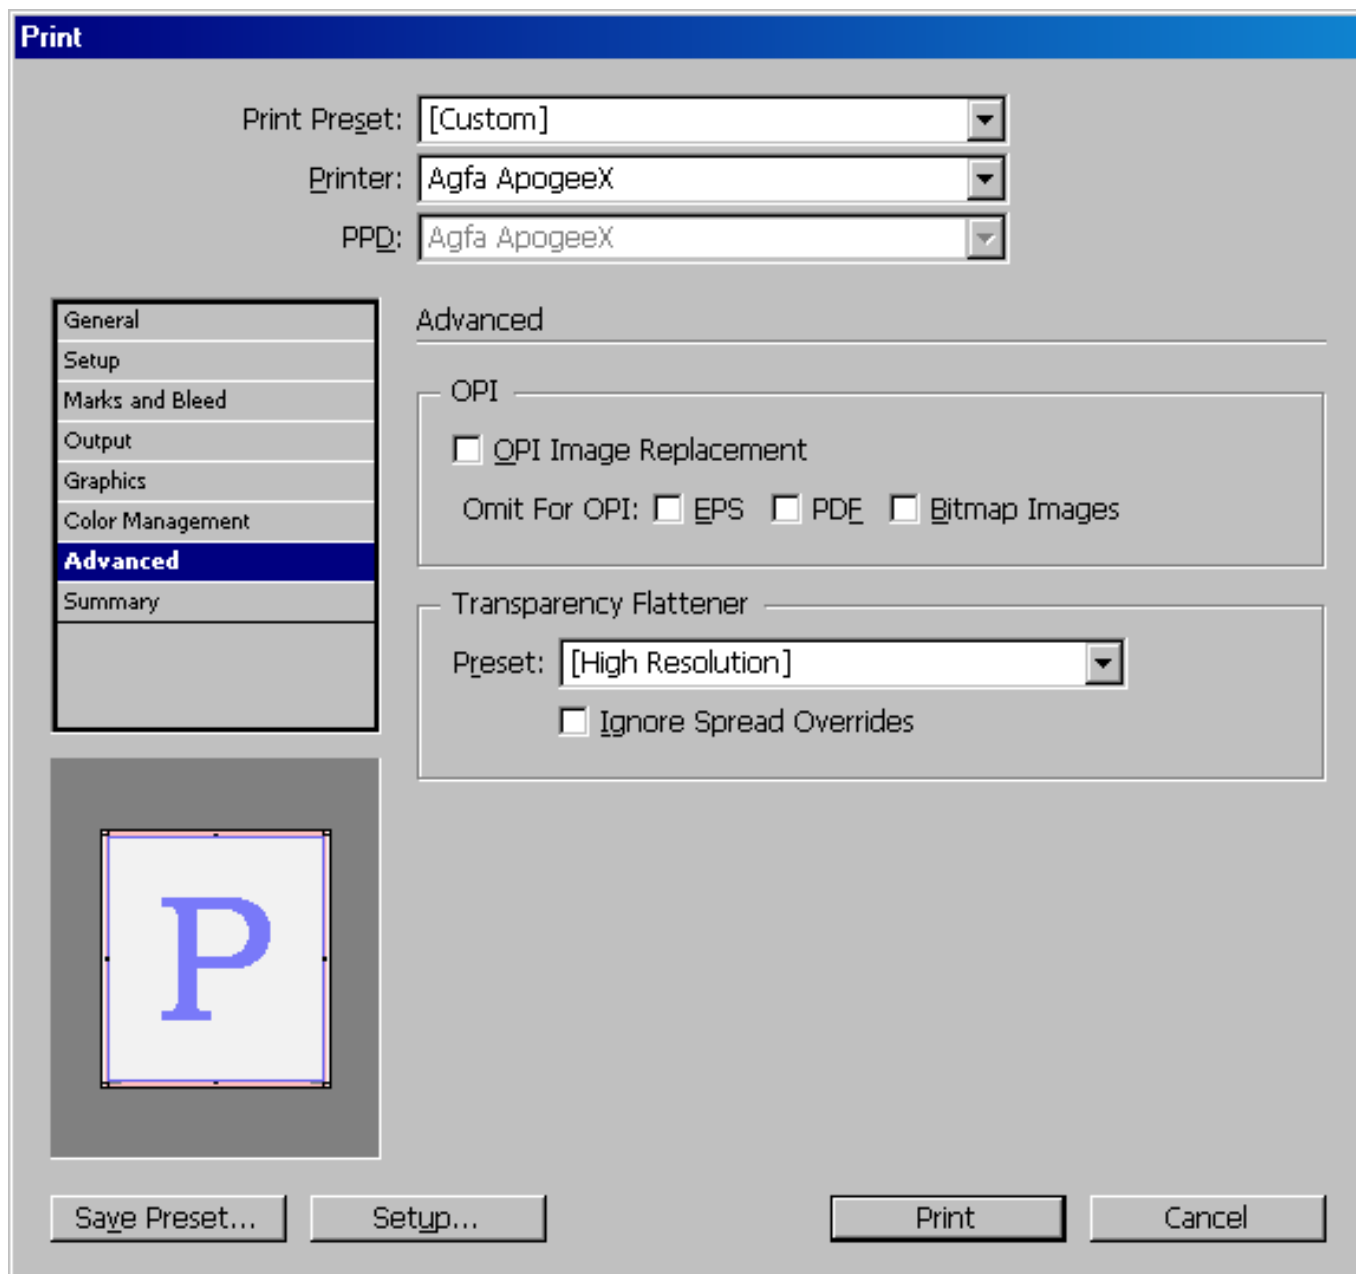 Print
Print Preset: [Custom]
Printer: Agfa ApogeeX
PPD: Agfa ApogeeX
General
Setup
Marks and Bleed
Output
Graphics
Color Management
Advanced
Summary
Advanced
OPI
OPI Image Replacement
Omit For OPI: EPS PDF Bitmap Images
Transparency Flattener
Preset: [High Resolution]
Ignore Spread Overrides
P
Save Preset... Setup... Print Cancel